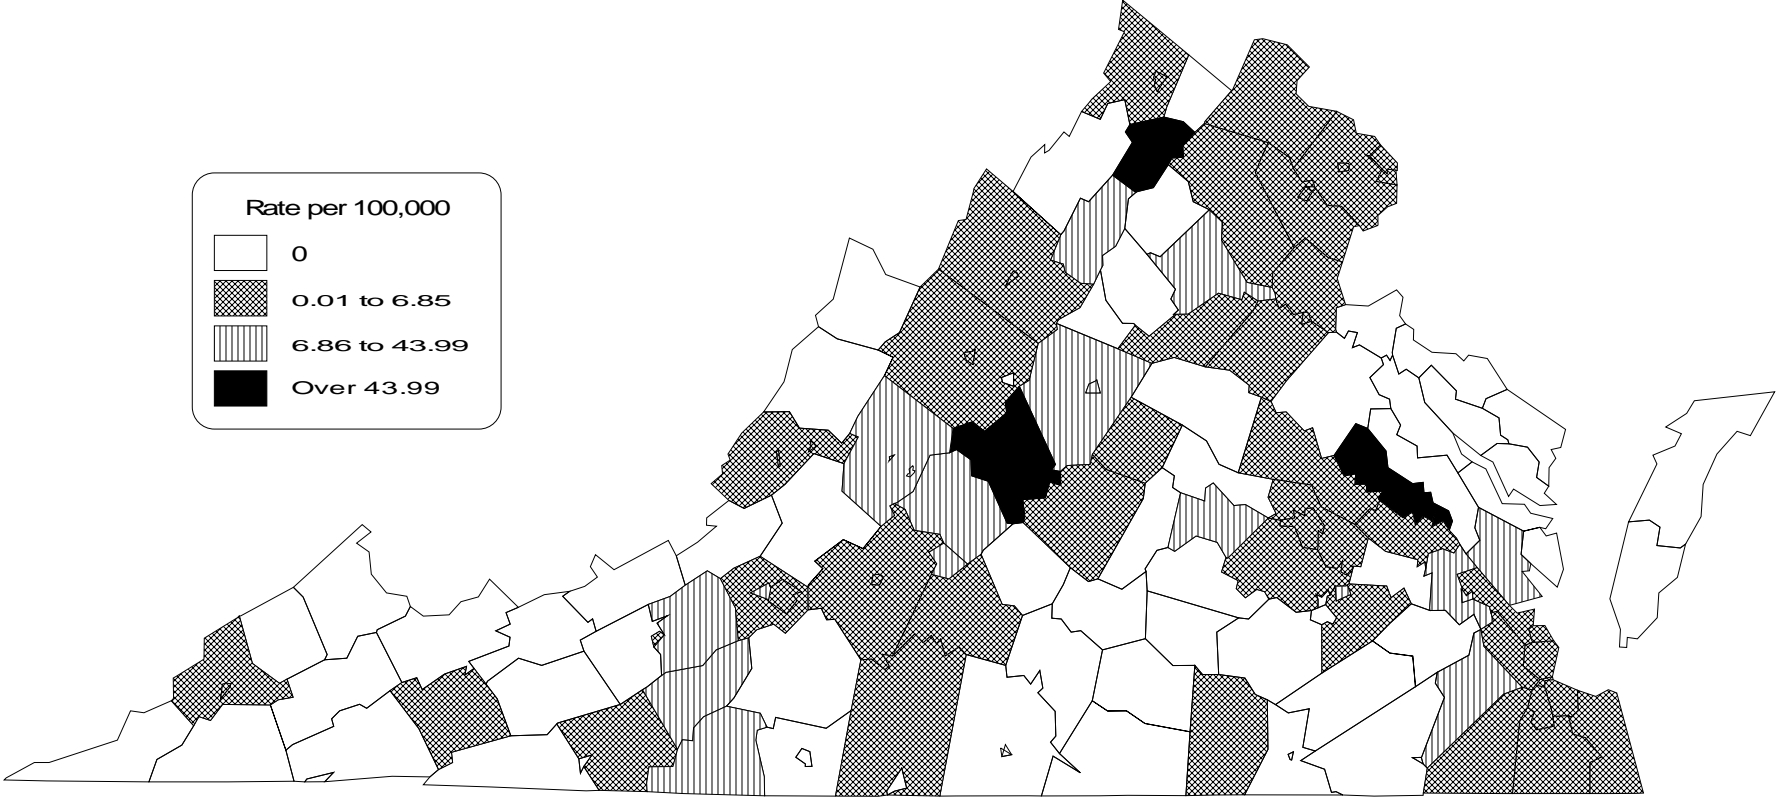 Rate per 100,000
0
0.01 to 6.85
6.86 to 43.99
Over 43.99